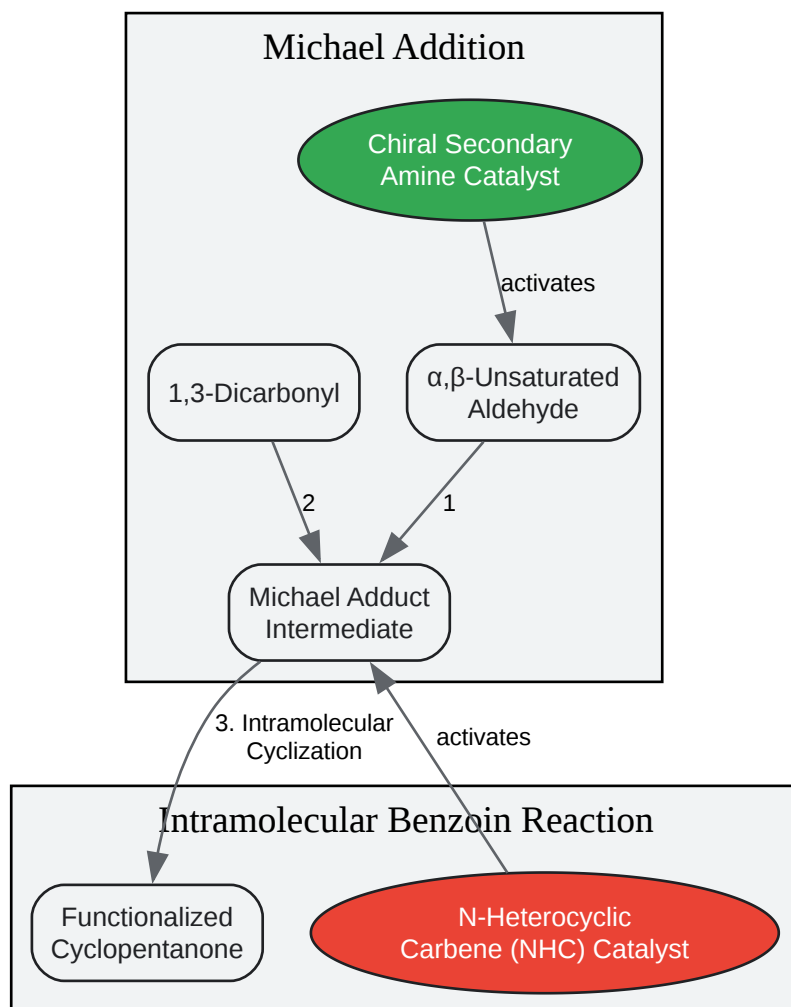 Michael Addition
Chiral Secondary
Amine Catalyst
activates
1,3-Dicarbonyl
α,β-Unsaturated
Aldehyde
2
1
Michael Adduct
Intermediate
3. Intramolecular
Cyclization
activates
Intramolecular Benzoin Reaction
Functionalized
Cyclopentanone
N-Heterocyclic
Carbene (NHC) Catalyst